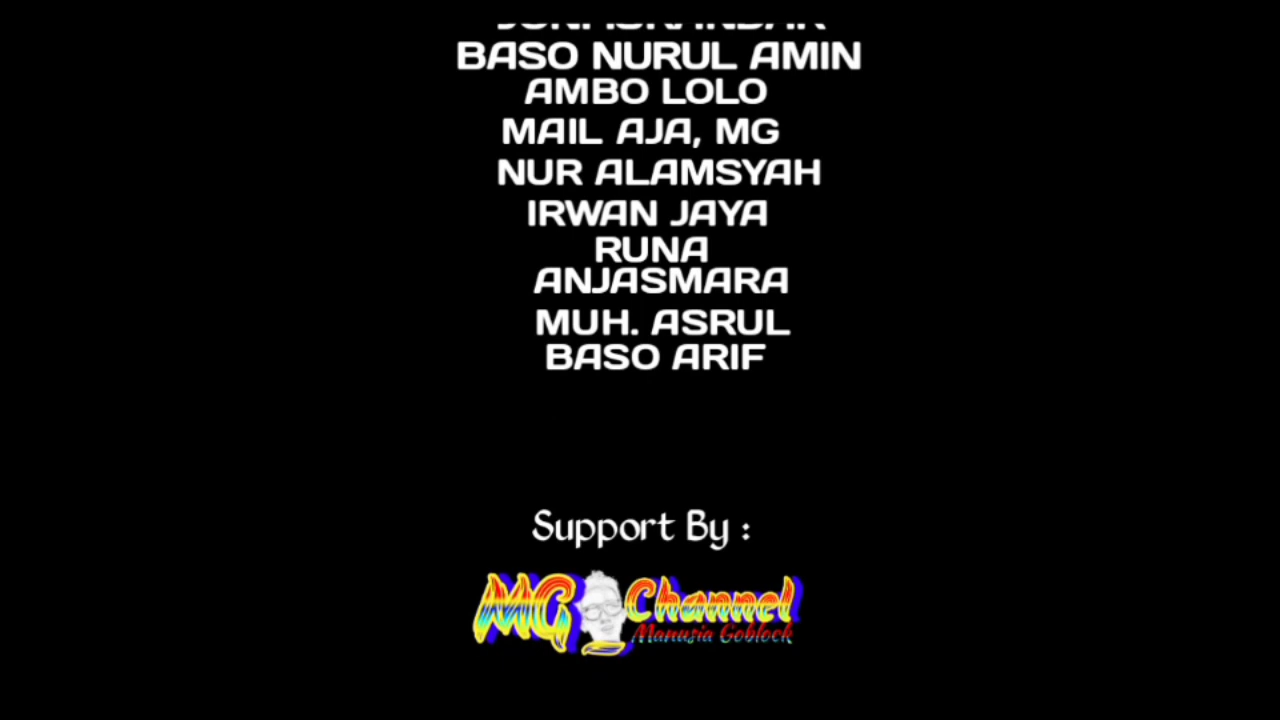 BASO NURUL AMIN
AMBO LOLO
MAIL AJA, MG
NUR ALAMSYAH
IRWAN JAYA
RUNA
ANJASMARA
MUH. ASRUL
BASO ARIF
Support By :
MG Channel
Manusia Goblock